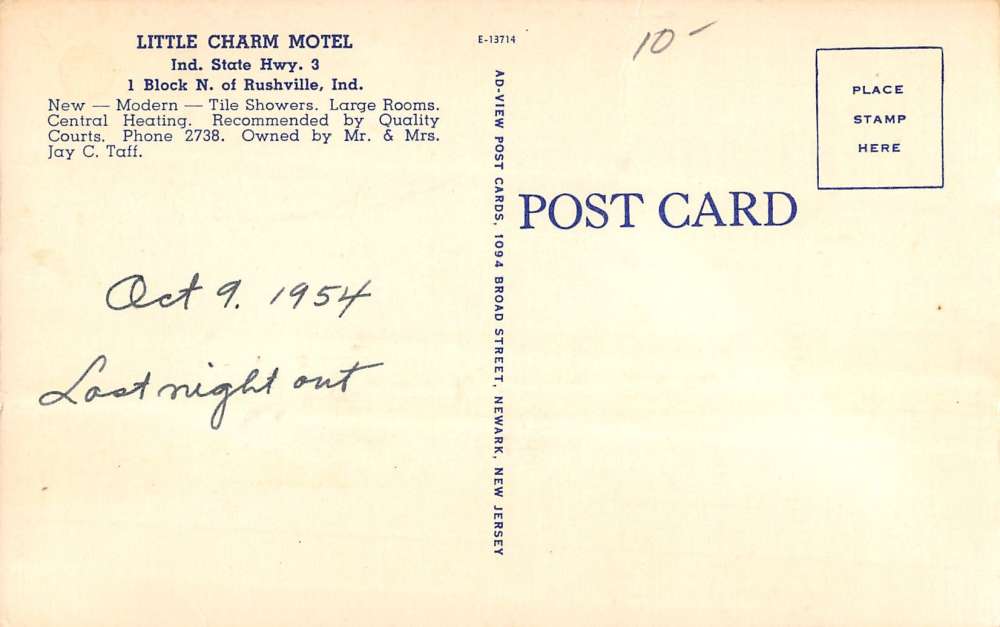 LITTLE CHARM MOTEL
Ind. State Hwy. 3
1 Block N. of Rushville, Ind.
New — Modern — Tile Showers. Large Rooms.
Central Heating. Recommended by Quality
Courts. Phone 2738. Owned by Mr. & Mrs.
Jay C. Taff.
Oct 9. 1954
Last night out
E-13714
AD-VIEW POST CARDS, 1094 BROAD STREET, NEWARK, NEW JERSEY
10-
POST CARD
PLACE
STAMP
HERE